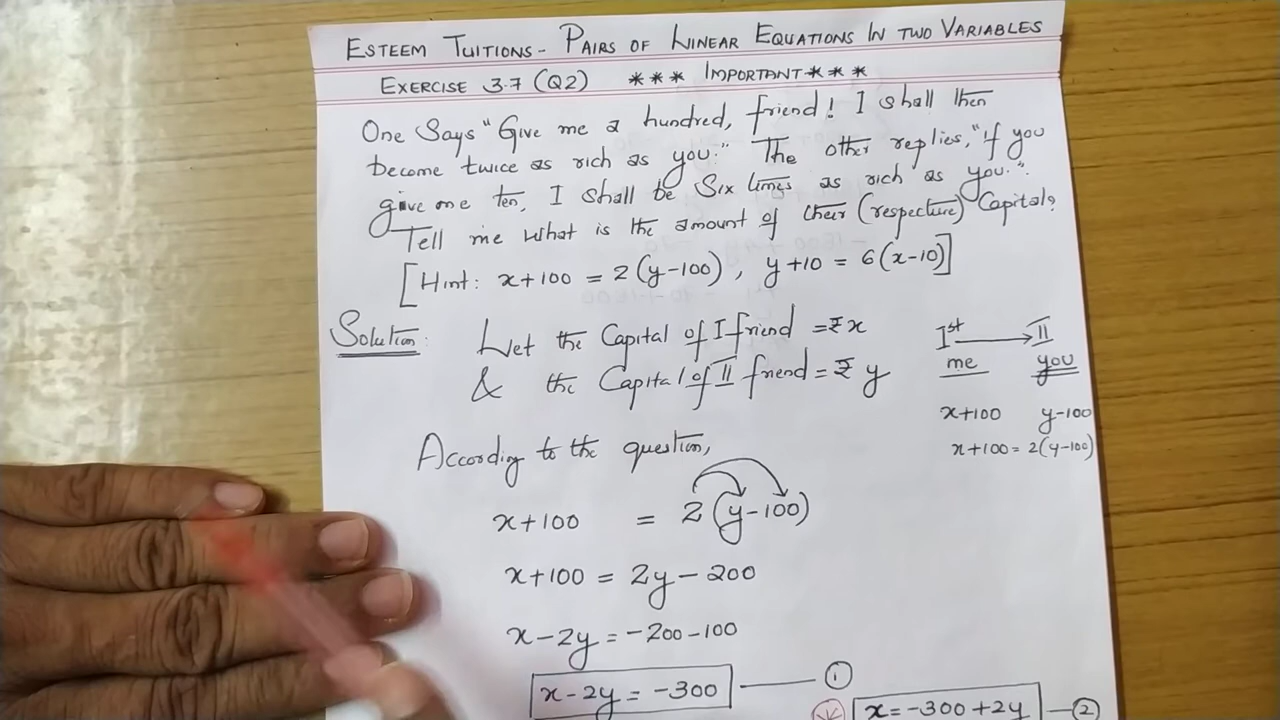 ESTEEM TUITIONS - PAIRS OF LINEAR EQUATIONS IN TWO VARIABLES
EXERCISE 3.7 (Q2) *** IMPORTANT ***
One Says "Give me a hundred, friend! I shall then
become twice as rich as you." The other replies, "if you
give me ten, I shall be Six times as rich as you."
Tell me what is the amount of their (respective) Capital?
[Hint: x+100 = 2(y-100), y+10 = 6(x-10)]
Solution: Let the Capital of I friend = ₹x
& the Capital of II friend = ₹ y
Ist → II
me you
x+100 y-100
x+100 = 2(y-100)
According to the question,
x+100 = 2(y-100)
x+100 = 2y-200
x-2y = -200-100
x-2y = -300 — ①
x = -300+2y — ②